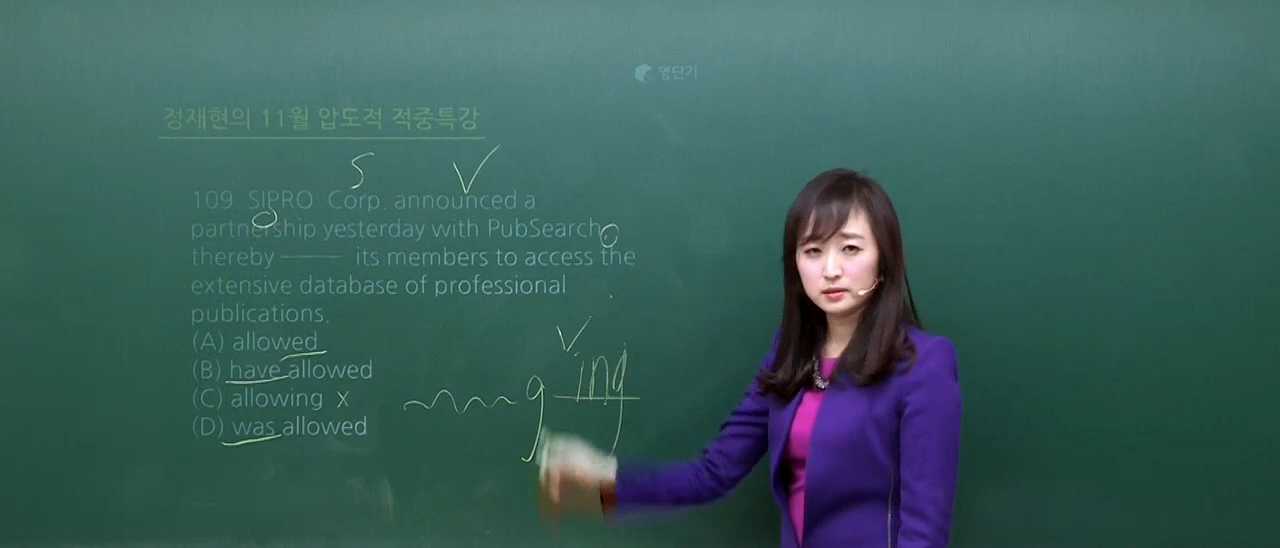 영단기
정재현의 11월 압도적 적중특강
S V
109. SIPRO Corp. announced a
partnership yesterday with PubSearch,
thereby ——— its members to access the
extensive database of professional
publications.
(A) allowed
(B) have allowed
(C) allowing x
(D) was allowed
V
ing